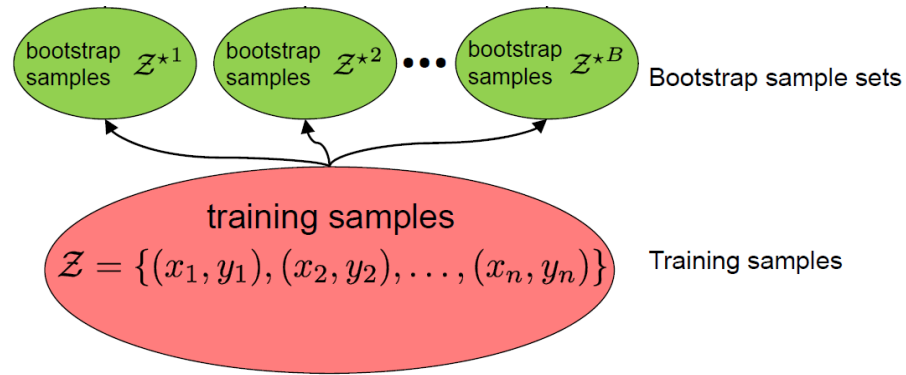 bootstrap samples 𝒵⋆1
bootstrap samples 𝒵⋆2
•••
bootstrap samples 𝒵⋆B
Bootstrap sample sets
training samples
𝒵 = {(x₁, y₁), (x₂, y₂), . . . , (xₙ, yₙ)}
Training samples